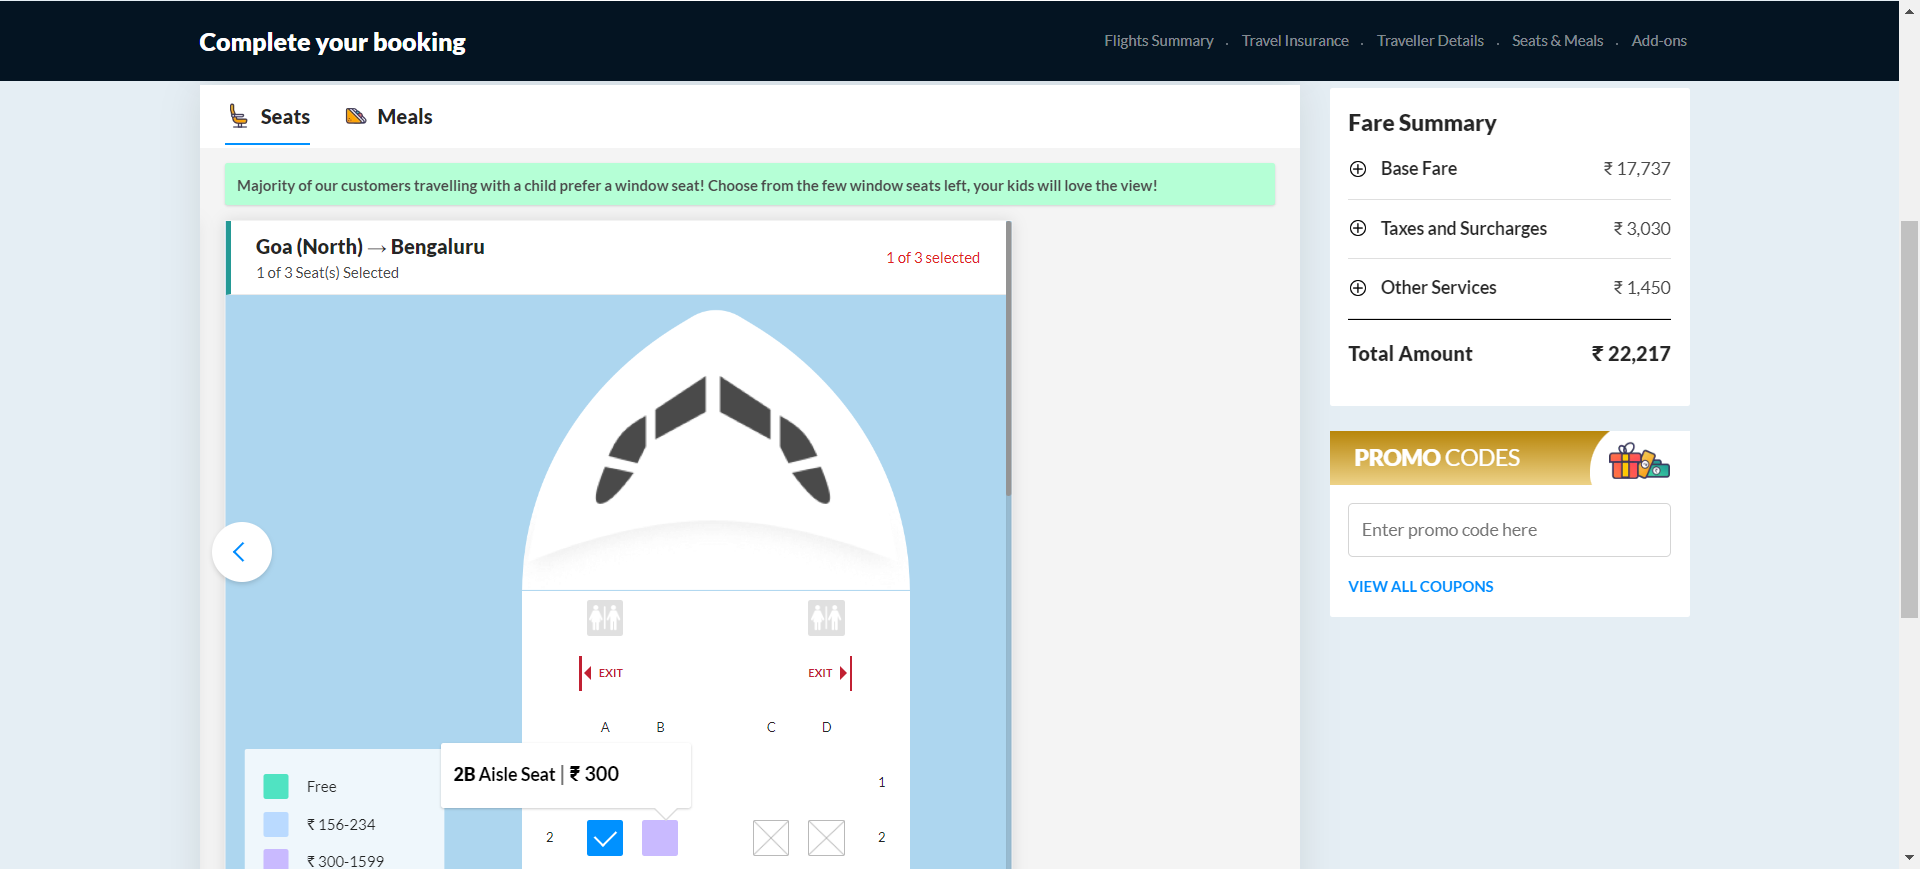 Complete your booking
Flights Summary . Travel Insurance . Traveller Details . Seats & Meals . Add-ons
Seats
Meals
Majority of our customers travelling with a child prefer a window seat! Choose from the few window seats left, your kids will love the view!
Goa (North) → Bengaluru
1 of 3 Seat(s) Selected
1 of 3 selected
EXIT
EXIT
A B C D
2B Aisle Seat | ₹ 300
1
2 2
Free
₹ 156-234
₹ 300-1599
Fare Summary
Base Fare ₹ 17,737
Taxes and Surcharges ₹ 3,030
Other Services ₹ 1,450
Total Amount ₹ 22,217
PROMO CODES
Enter promo code here
VIEW ALL COUPONS